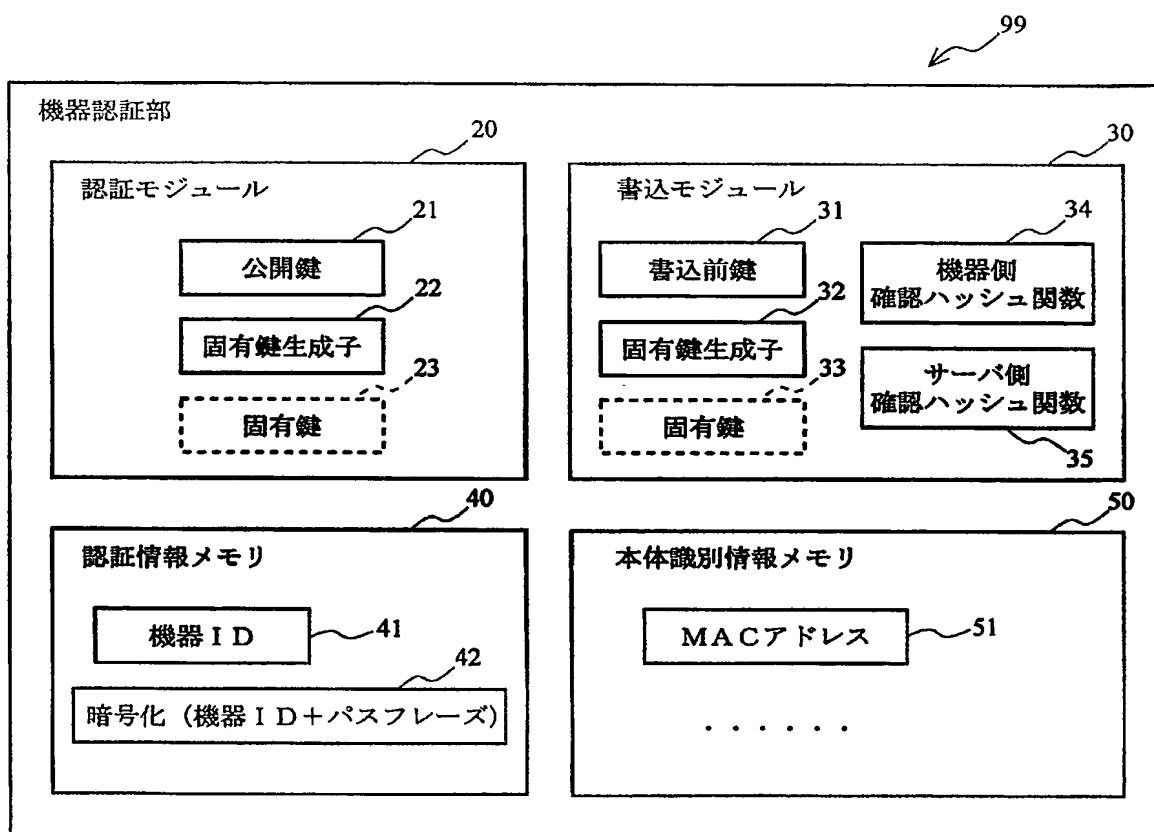 99
機器認証部
20
認証モジュール
21
公開鍵
22
固有鍵生成子
23
固有鍵
30
書込モジュール
31
書込前鍵
32
固有鍵生成子
33
固有鍵
34
機器側
確認ハッシュ関数
サーバ側
確認ハッシュ関数
35
40
認証情報メモリ
機器ID
41
42
暗号化（機器ID＋パスフレーズ）
50
本体識別情報メモリ
MACアドレス
51
・・・・・・